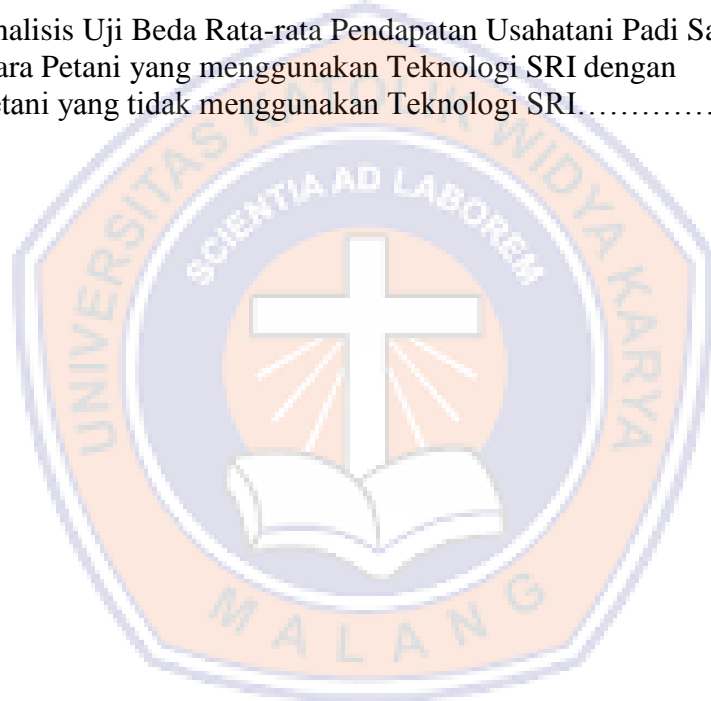 nalisis Uji Beda Rata-rata Pendapatan Usahatani Padi Sa
ara Petani yang menggunakan Teknologi SRI dengan
etani yang tidak menggunakan Teknologi SRI……………
UNIVERSITAS KATOLIK WIDYA KARYA
SCIENTIA AD LABOREM
MALANG